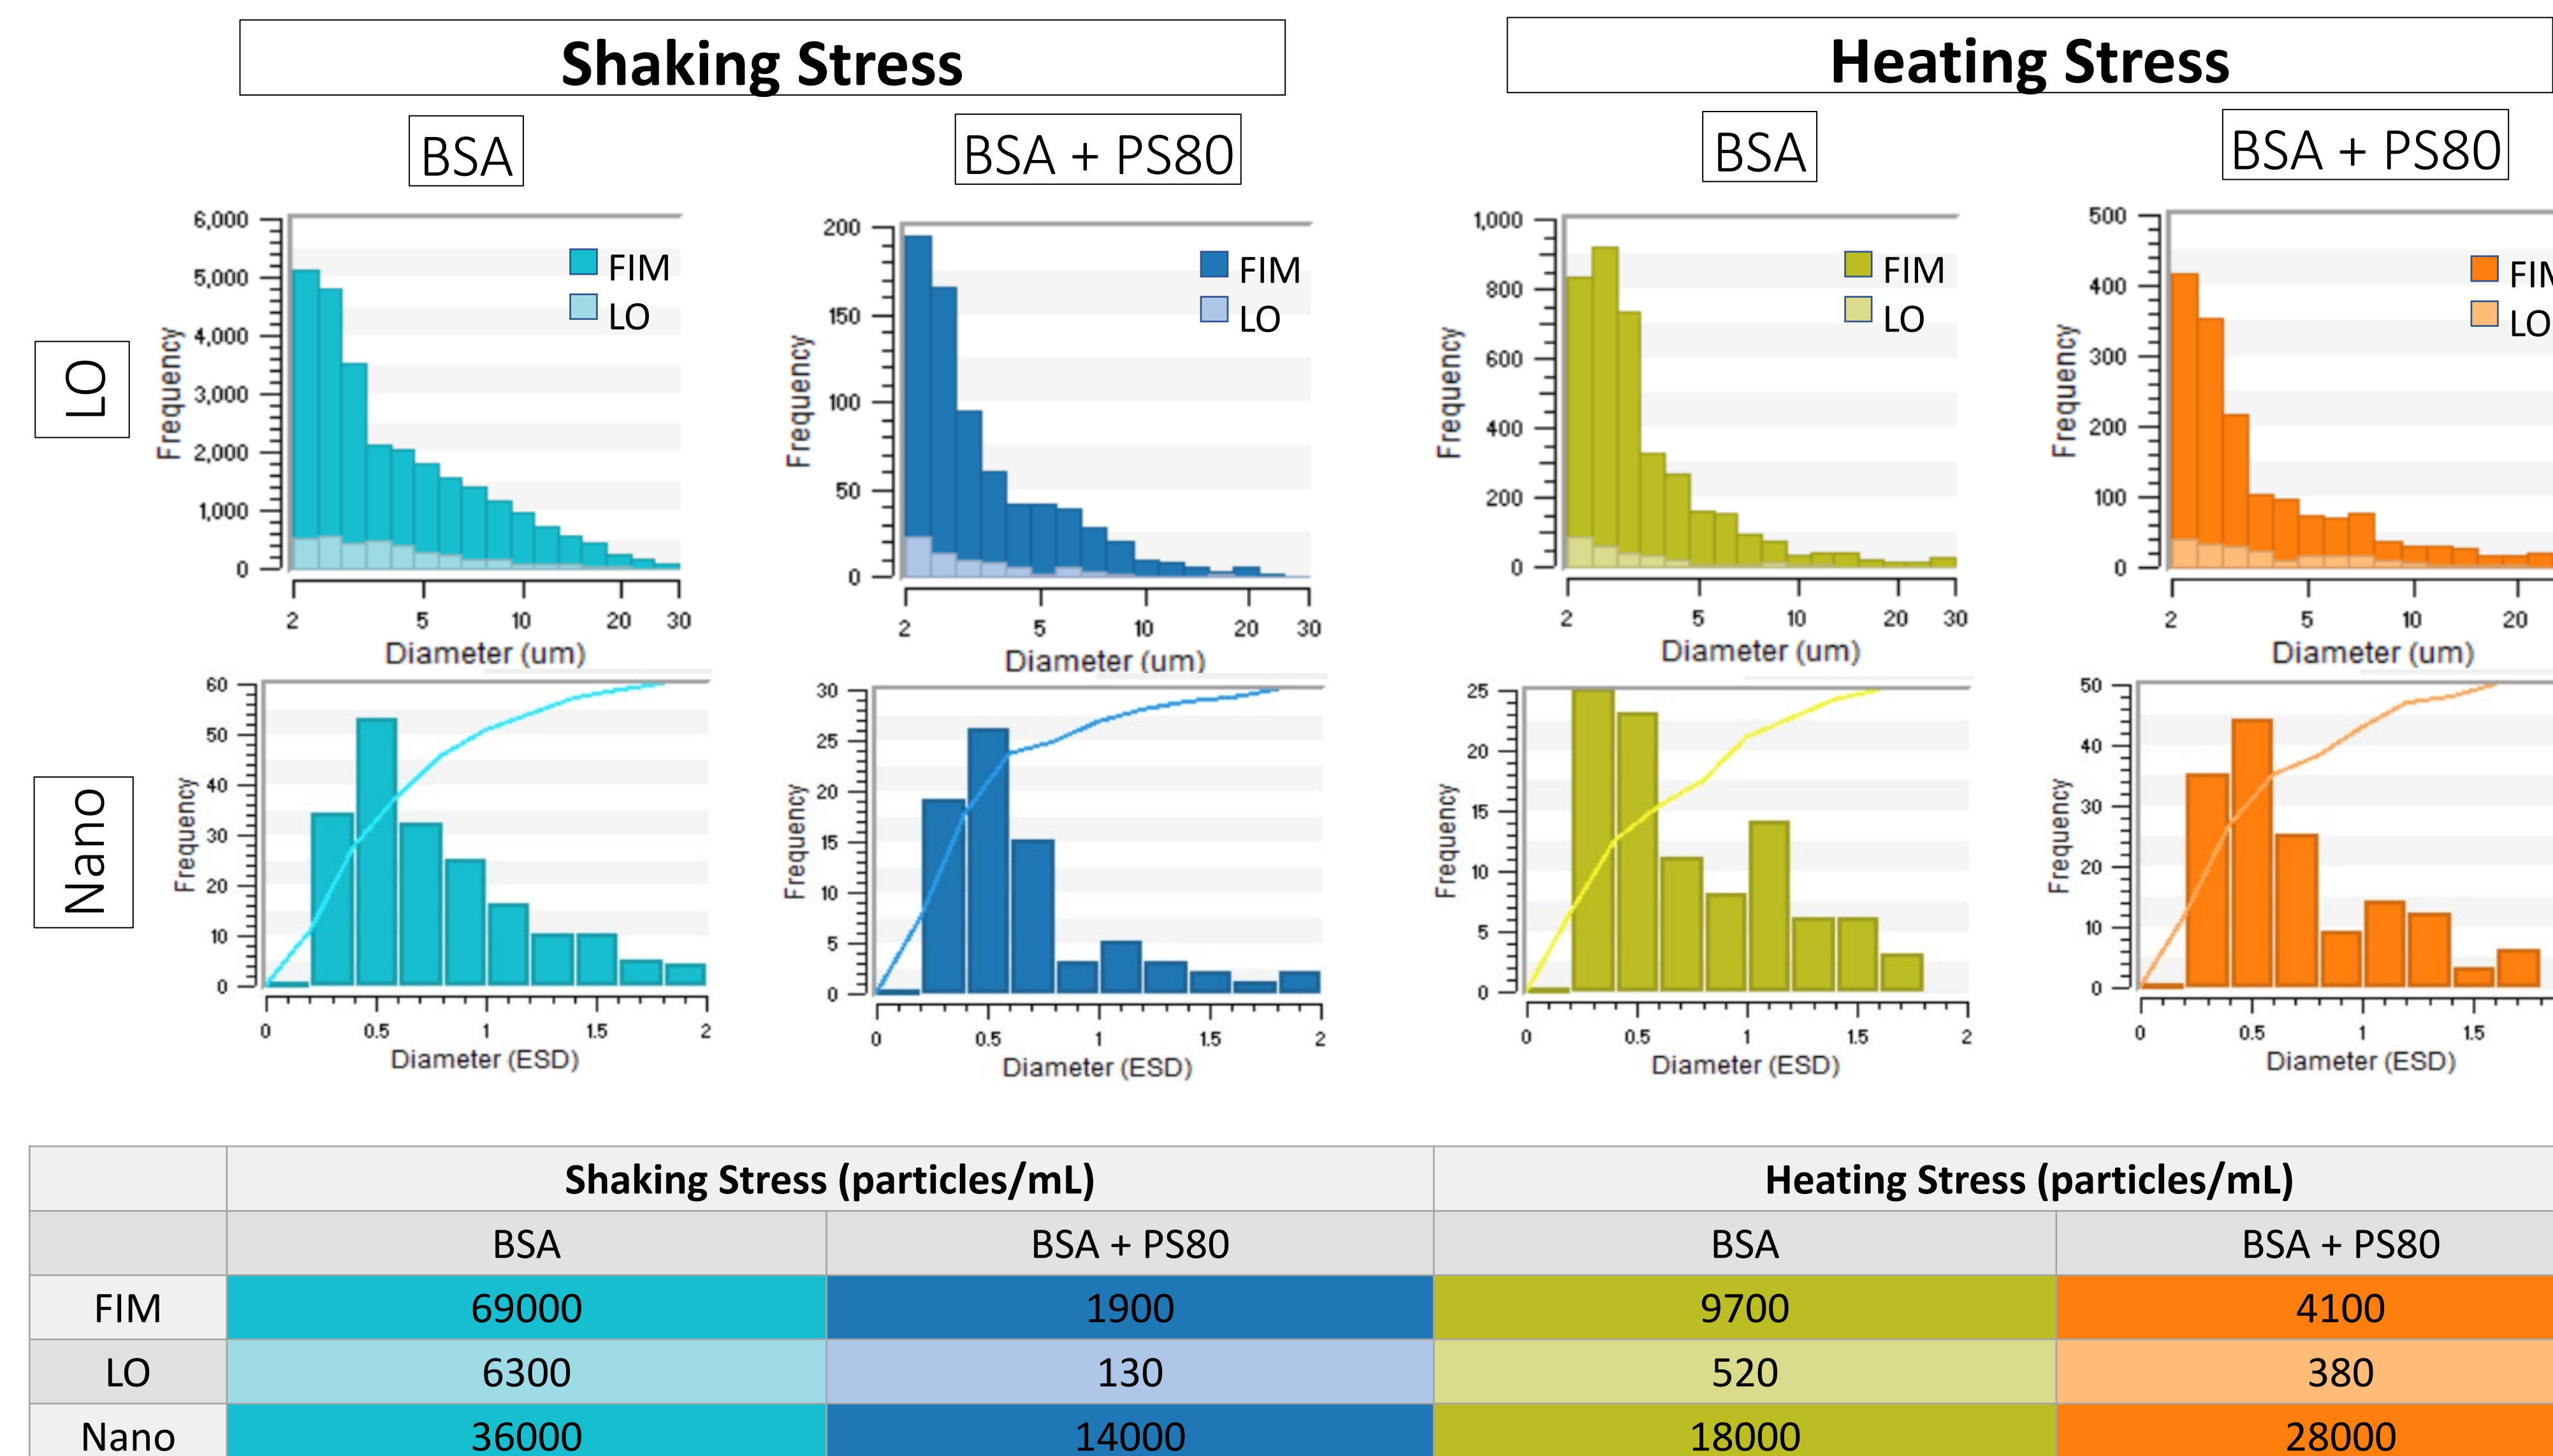 Shaking Stress
Heating Stress
BSA
BSA + PS80
BSA
BSA + PS80
LO
Frequency
6,000
5,000
4,000
3,000
2,000
1,000
0
FIM
LO
2 5 10 20 30
Diameter (um)
Frequency
200
150
100
50
0
FIM
LO
2 5 10 20 30
Diameter (um)
Frequency
1,000
800
600
400
200
0
FIM
LO
2 5 10 20 30
Diameter (um)
Frequency
500
400
300
200
100
0
LO
2 5 10 20
Diameter (um)
Nano
Frequency
60
50
40
30
20
10
0
0 0.5 1 1.5 2
Diameter (ESD)
Frequency
30
25
20
15
10
5
0
0 0.5 1 1.5 2
Diameter (ESD)
Frequency
25
20
15
10
5
0
0 0.5 1 1.5 2
Diameter (ESD)
Frequency
50
40
30
20
10
0
0 0.5 1 1.5
Diameter (ESD)
Shaking Stress (particles/mL) Heating Stress (particles/mL)
BSA BSA + PS80 BSA BSA + PS80
FIM 69000 1900 9700 4100
LO 6300 130 520 380
Nano 36000 14000 18000 28000